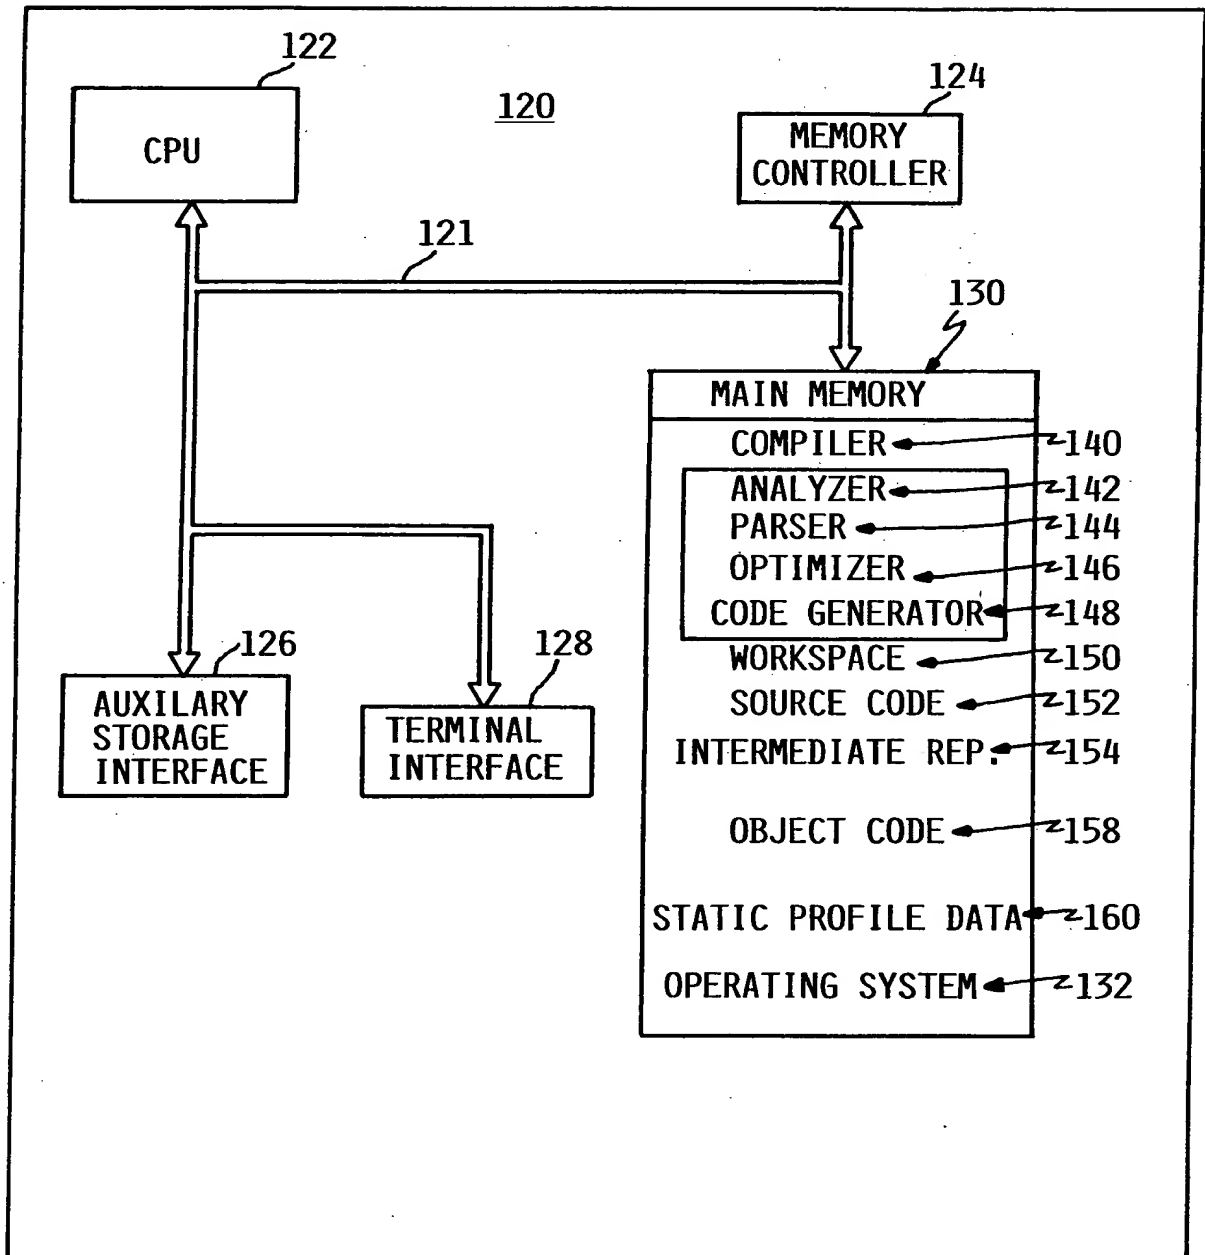 122
CPU
120
124
MEMORY
CONTROLLER
121
130
MAIN MEMORY
COMPILER 140
ANALYZER 142
PARSER 144
OPTIMIZER 146
CODE GENERATOR 148
WORKSPACE 150
SOURCE CODE 152
INTERMEDIATE REP. 154
OBJECT CODE 158
STATIC PROFILE DATA 160
OPERATING SYSTEM 132
126
AUXILARY
STORAGE
INTERFACE
128
TERMINAL
INTERFACE